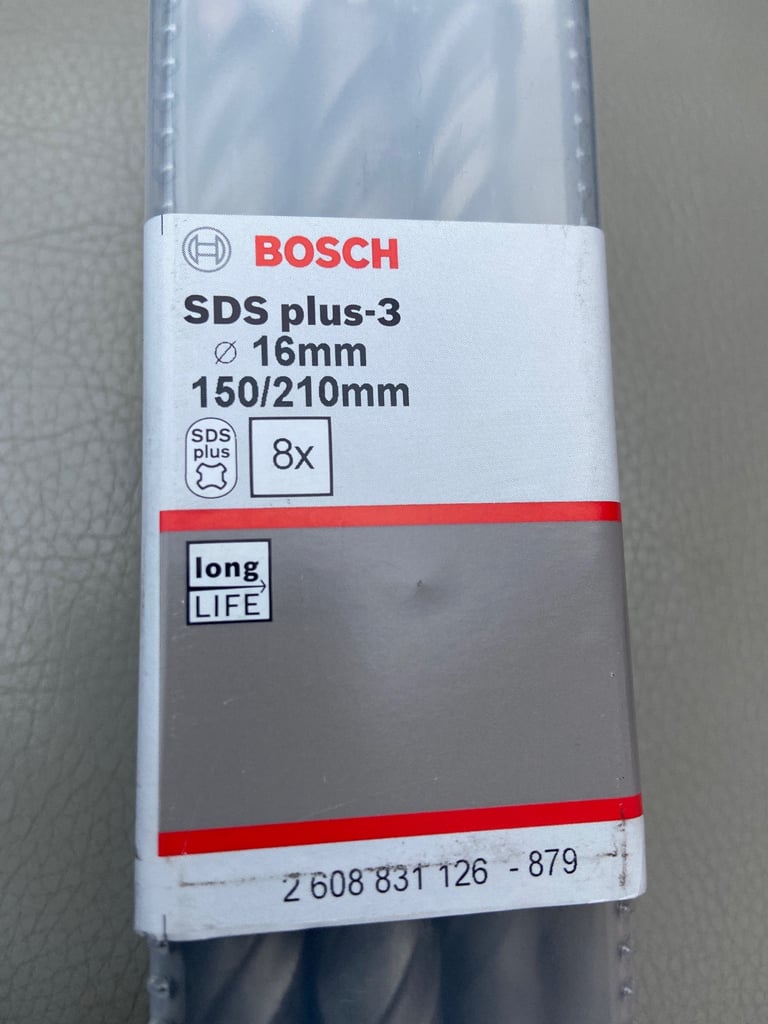 BOSCH
SDS plus-3
⌀ 16mm
150/210mm
SDS
plus
8x
long
LIFE
2 608 831 126 - 879